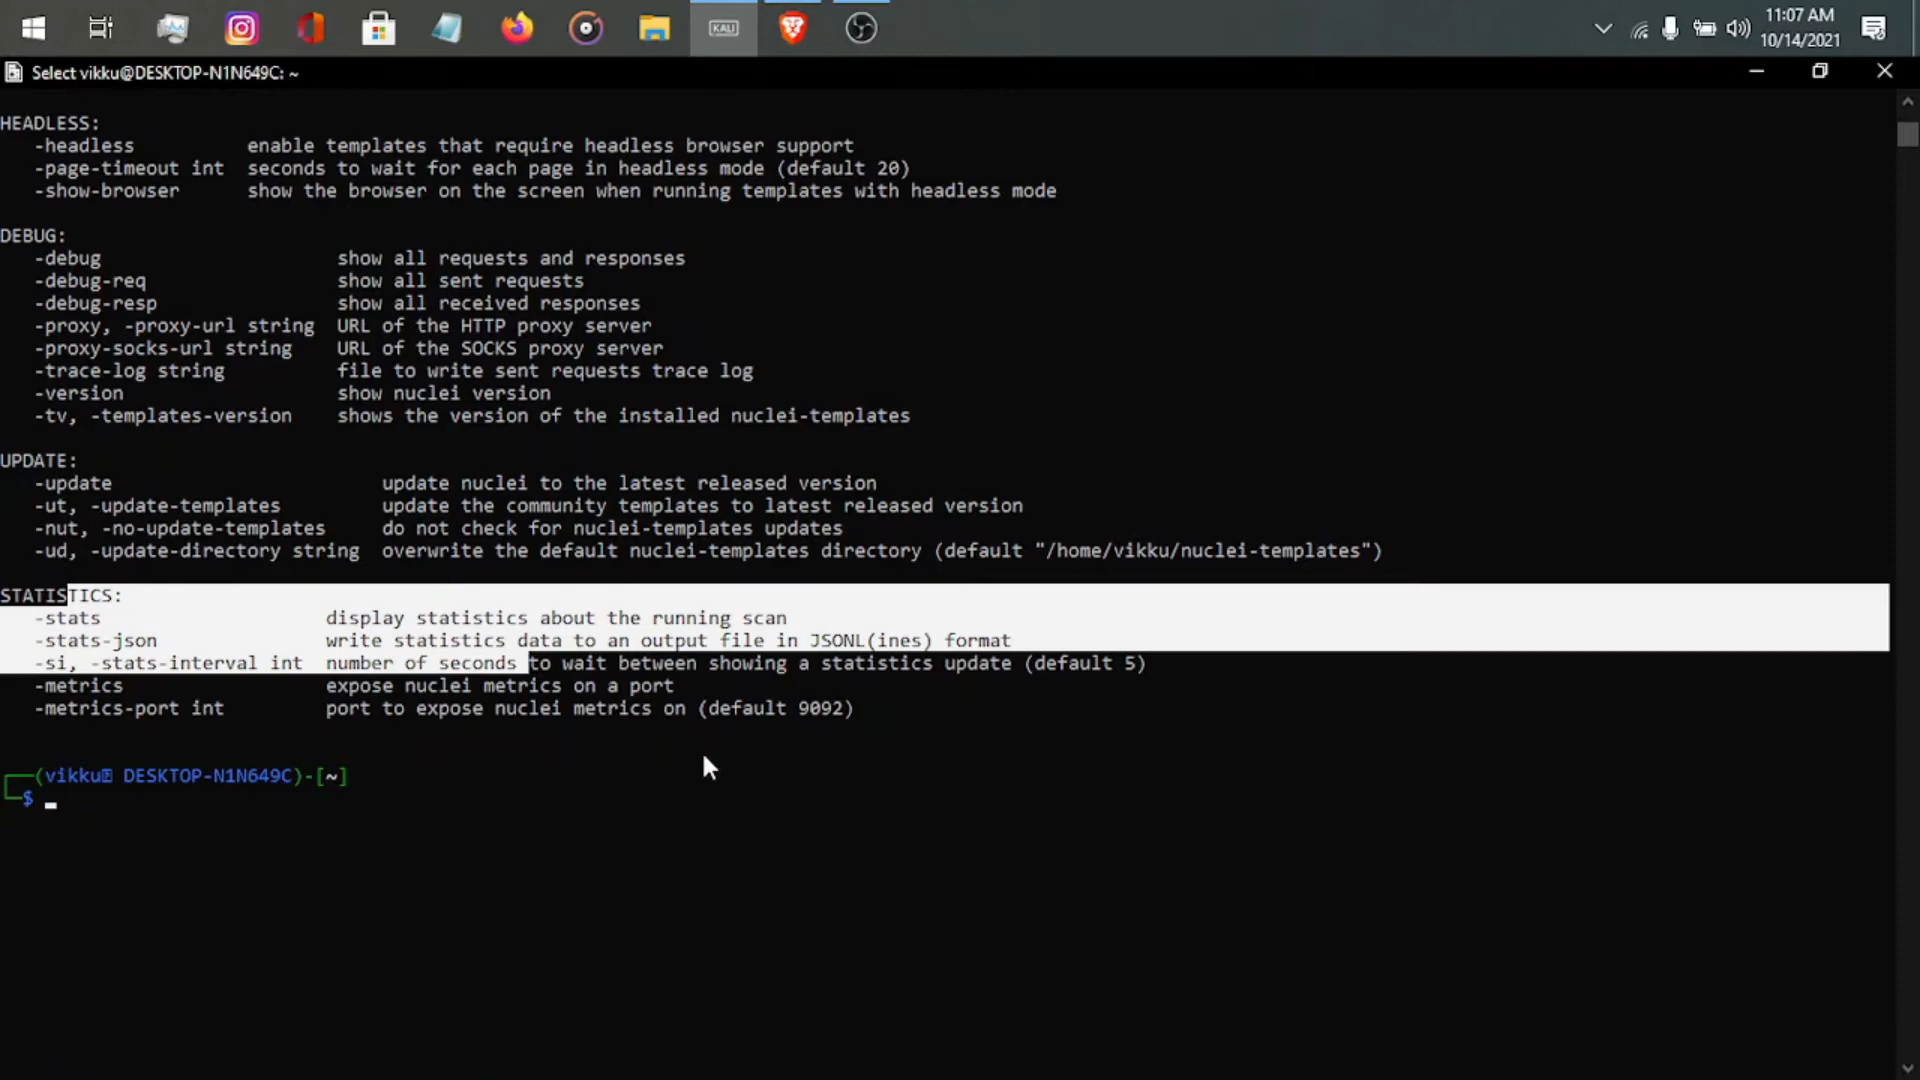 KALI
11:07 AM
10/14/2021
Select vikku@DESKTOP-N1N649C: ~
HEADLESS:
-headless enable templates that require headless browser support
-page-timeout int seconds to wait for each page in headless mode (default 20)
-show-browser show the browser on the screen when running templates with headless mode
DEBUG:
-debug show all requests and responses
-debug-req show all sent requests
-debug-resp show all received responses
-proxy, -proxy-url string URL of the HTTP proxy server
-proxy-socks-url string URL of the SOCKS proxy server
-trace-log string file to write sent requests trace log
-version show nuclei version
-tv, -templates-version shows the version of the installed nuclei-templates
UPDATE:
-update update nuclei to the latest released version
-ut, -update-templates update the community templates to latest released version
-nut, -no-update-templates do not check for nuclei-templates updates
-ud, -update-directory string overwrite the default nuclei-templates directory (default "/home/vikku/nuclei-templates")
STATISTICS:
-stats display statistics about the running scan
-stats-json write statistics data to an output file in JSONL(ines) format
-si, -stats-interval int number of seconds to wait between showing a statistics update (default 5)
-metrics expose nuclei metrics on a port
-metrics-port int port to expose nuclei metrics on (default 9092)
(vikku DESKTOP-N1N649C)-[~]
$